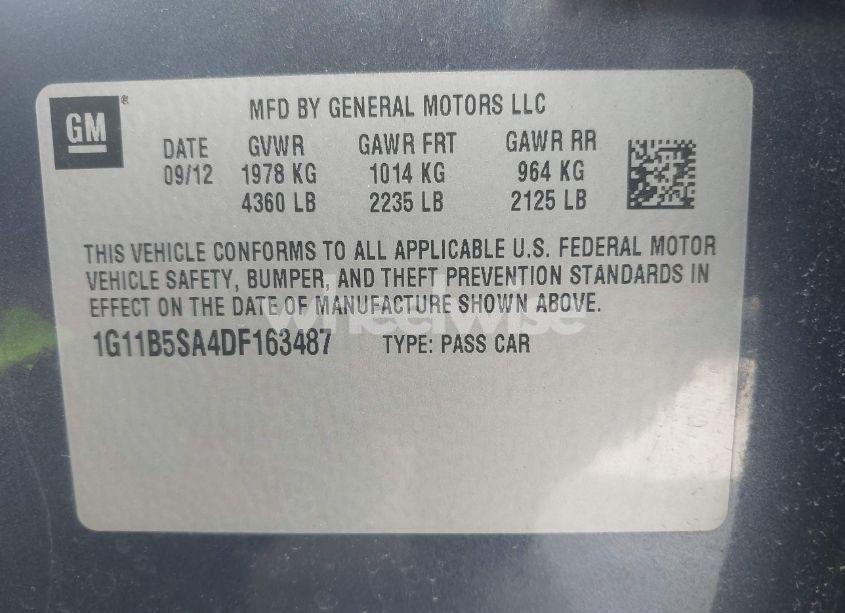 GM®
MFD BY GENERAL MOTORS LLC
DATE GVWR GAWR FRT GAWR RR
09/12 1978 KG 1014 KG 964 KG
4360 LB 2235 LB 2125 LB
THIS VEHICLE CONFORMS TO ALL APPLICABLE U.S. FEDERAL MOTOR
VEHICLE SAFETY, BUMPER, AND THEFT PREVENTION STANDARDS IN
EFFECT ON THE DATE OF MANUFACTURE SHOWN ABOVE.
wheelwise
1G11B5SA4DF163487 TYPE: PASS CAR